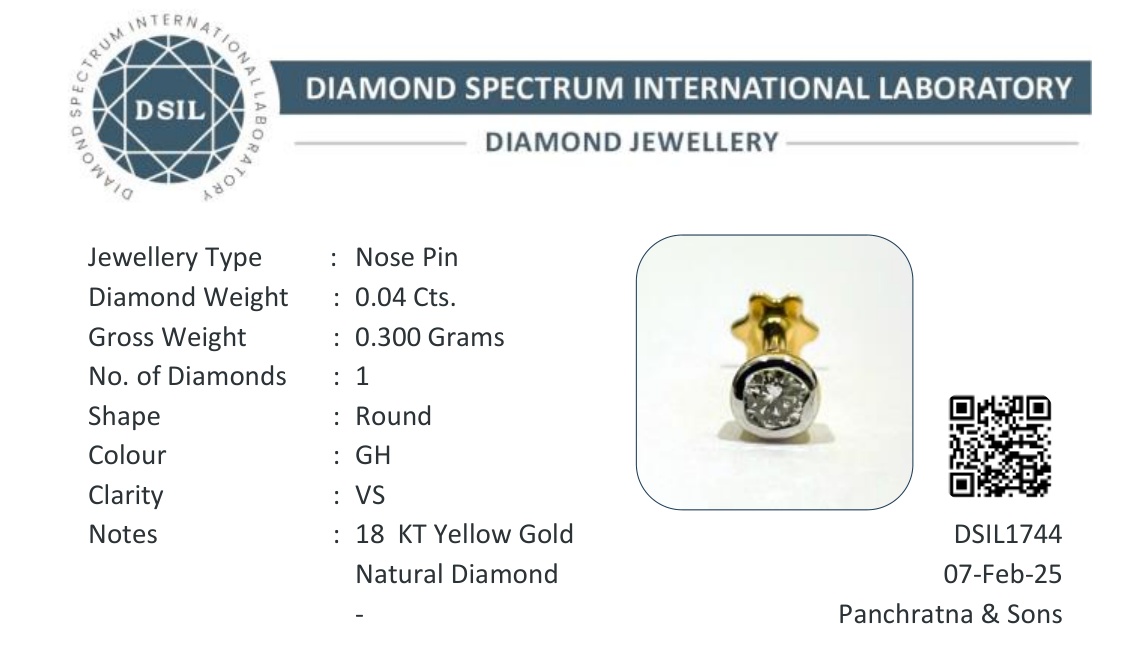 DIAMOND SPECTRUM INTERNATIONAL LABORATORY
DSIL
DIAMOND SPECTRUM INTERNATIONAL LABORATORY
DIAMOND JEWELLERY
Jewellery Type : Nose Pin
Diamond Weight : 0.04 Cts.
Gross Weight : 0.300 Grams
No. of Diamonds : 1
Shape : Round
Colour : GH
Clarity : VS
Notes : 18 KT Yellow Gold
Natural Diamond
-
DSIL1744
07-Feb-25
Panchratna & Sons